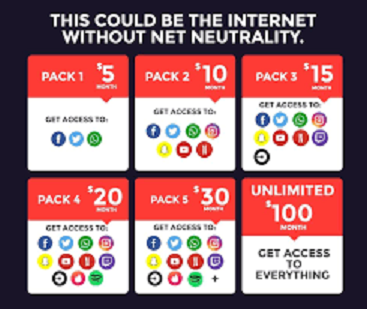 THIS COULD BE THE INTERNET
WITHOUT NET NEUTRALITY.
PACK 1 $5
MONTH
GET ACCESS TO:
PACK 2 $10
MONTH
GET ACCESS TO:
PACK 3 $15
MONTH
GET ACCESS TO:
PACK 4 $20
MONTH
GET ACCESS TO:
PACK 5 $30
MONTH
GET ACCESS TO:
+
UNLIMITED
$100
MONTH
GET ACCESS
TO
EVERYTHING